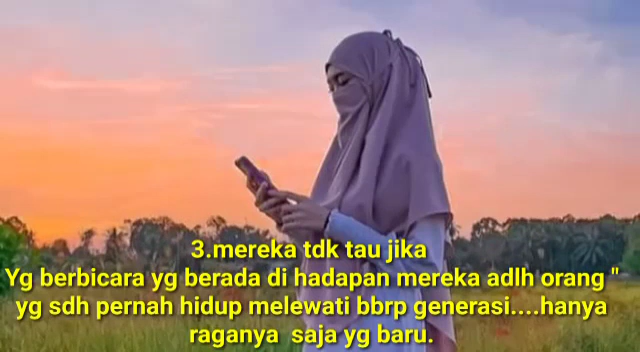 3.mereka tdk tau jika
Yg berbicara yg berada di hadapan mereka adlh orang "
yg sdh pernah hidup melewati bbrp generasi....hanya
raganya saja yg baru.